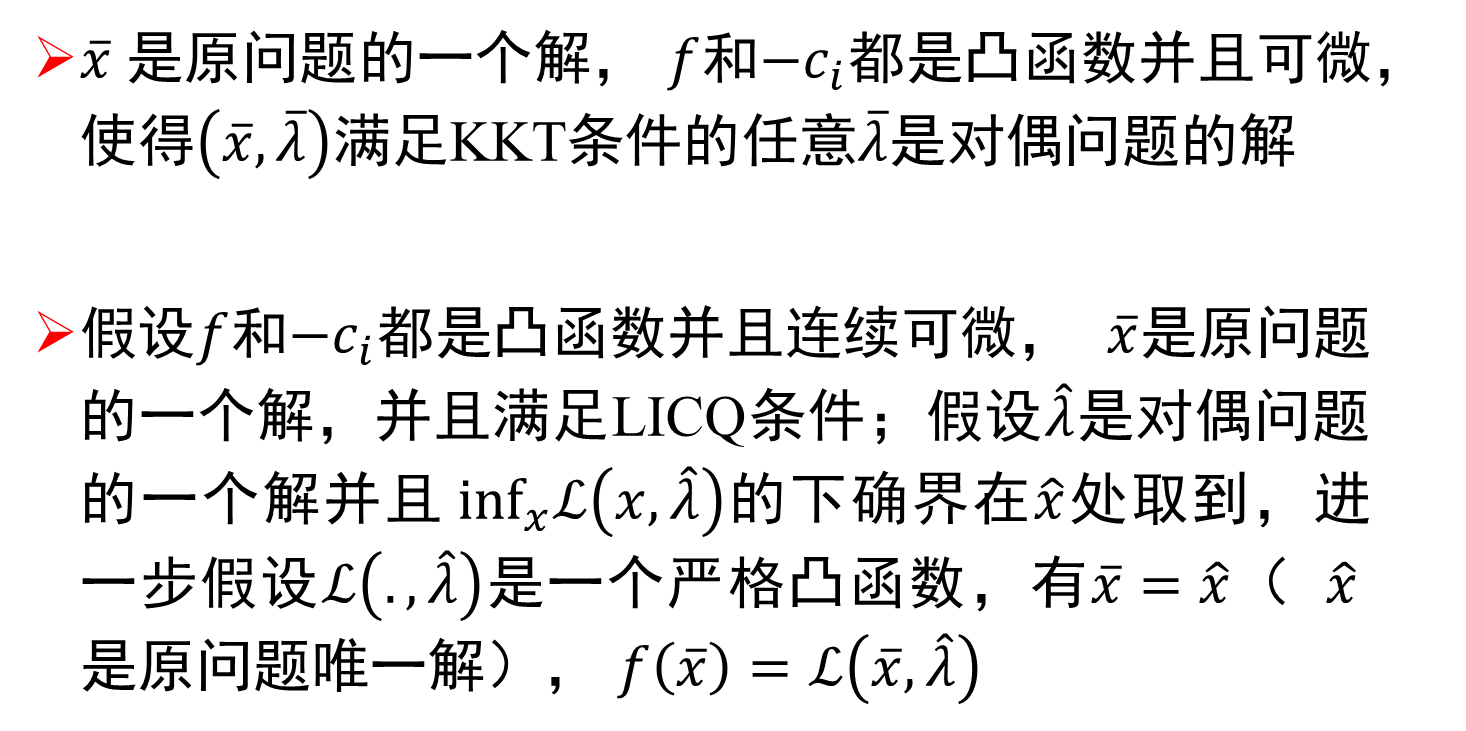 ➢x̄ 是原问题的一个解， f和−cᵢ都是凸函数并且可微，
使得(x̄, λ̄)满足KKT条件的任意λ̄是对偶问题的解
➢假设f和−cᵢ都是凸函数并且连续可微， x̄是原问题
的一个解，并且满足LICQ条件；假设λ̂是对偶问题
的一个解并且 infₓℒ(x, λ̂)的下确界在x̂处取到，进
一步假设ℒ(. , λ̂)是一个严格凸函数，有x̄ = x̂（ x̂
是原问题唯一解）， f(x̄) = ℒ(x̄, λ̂)